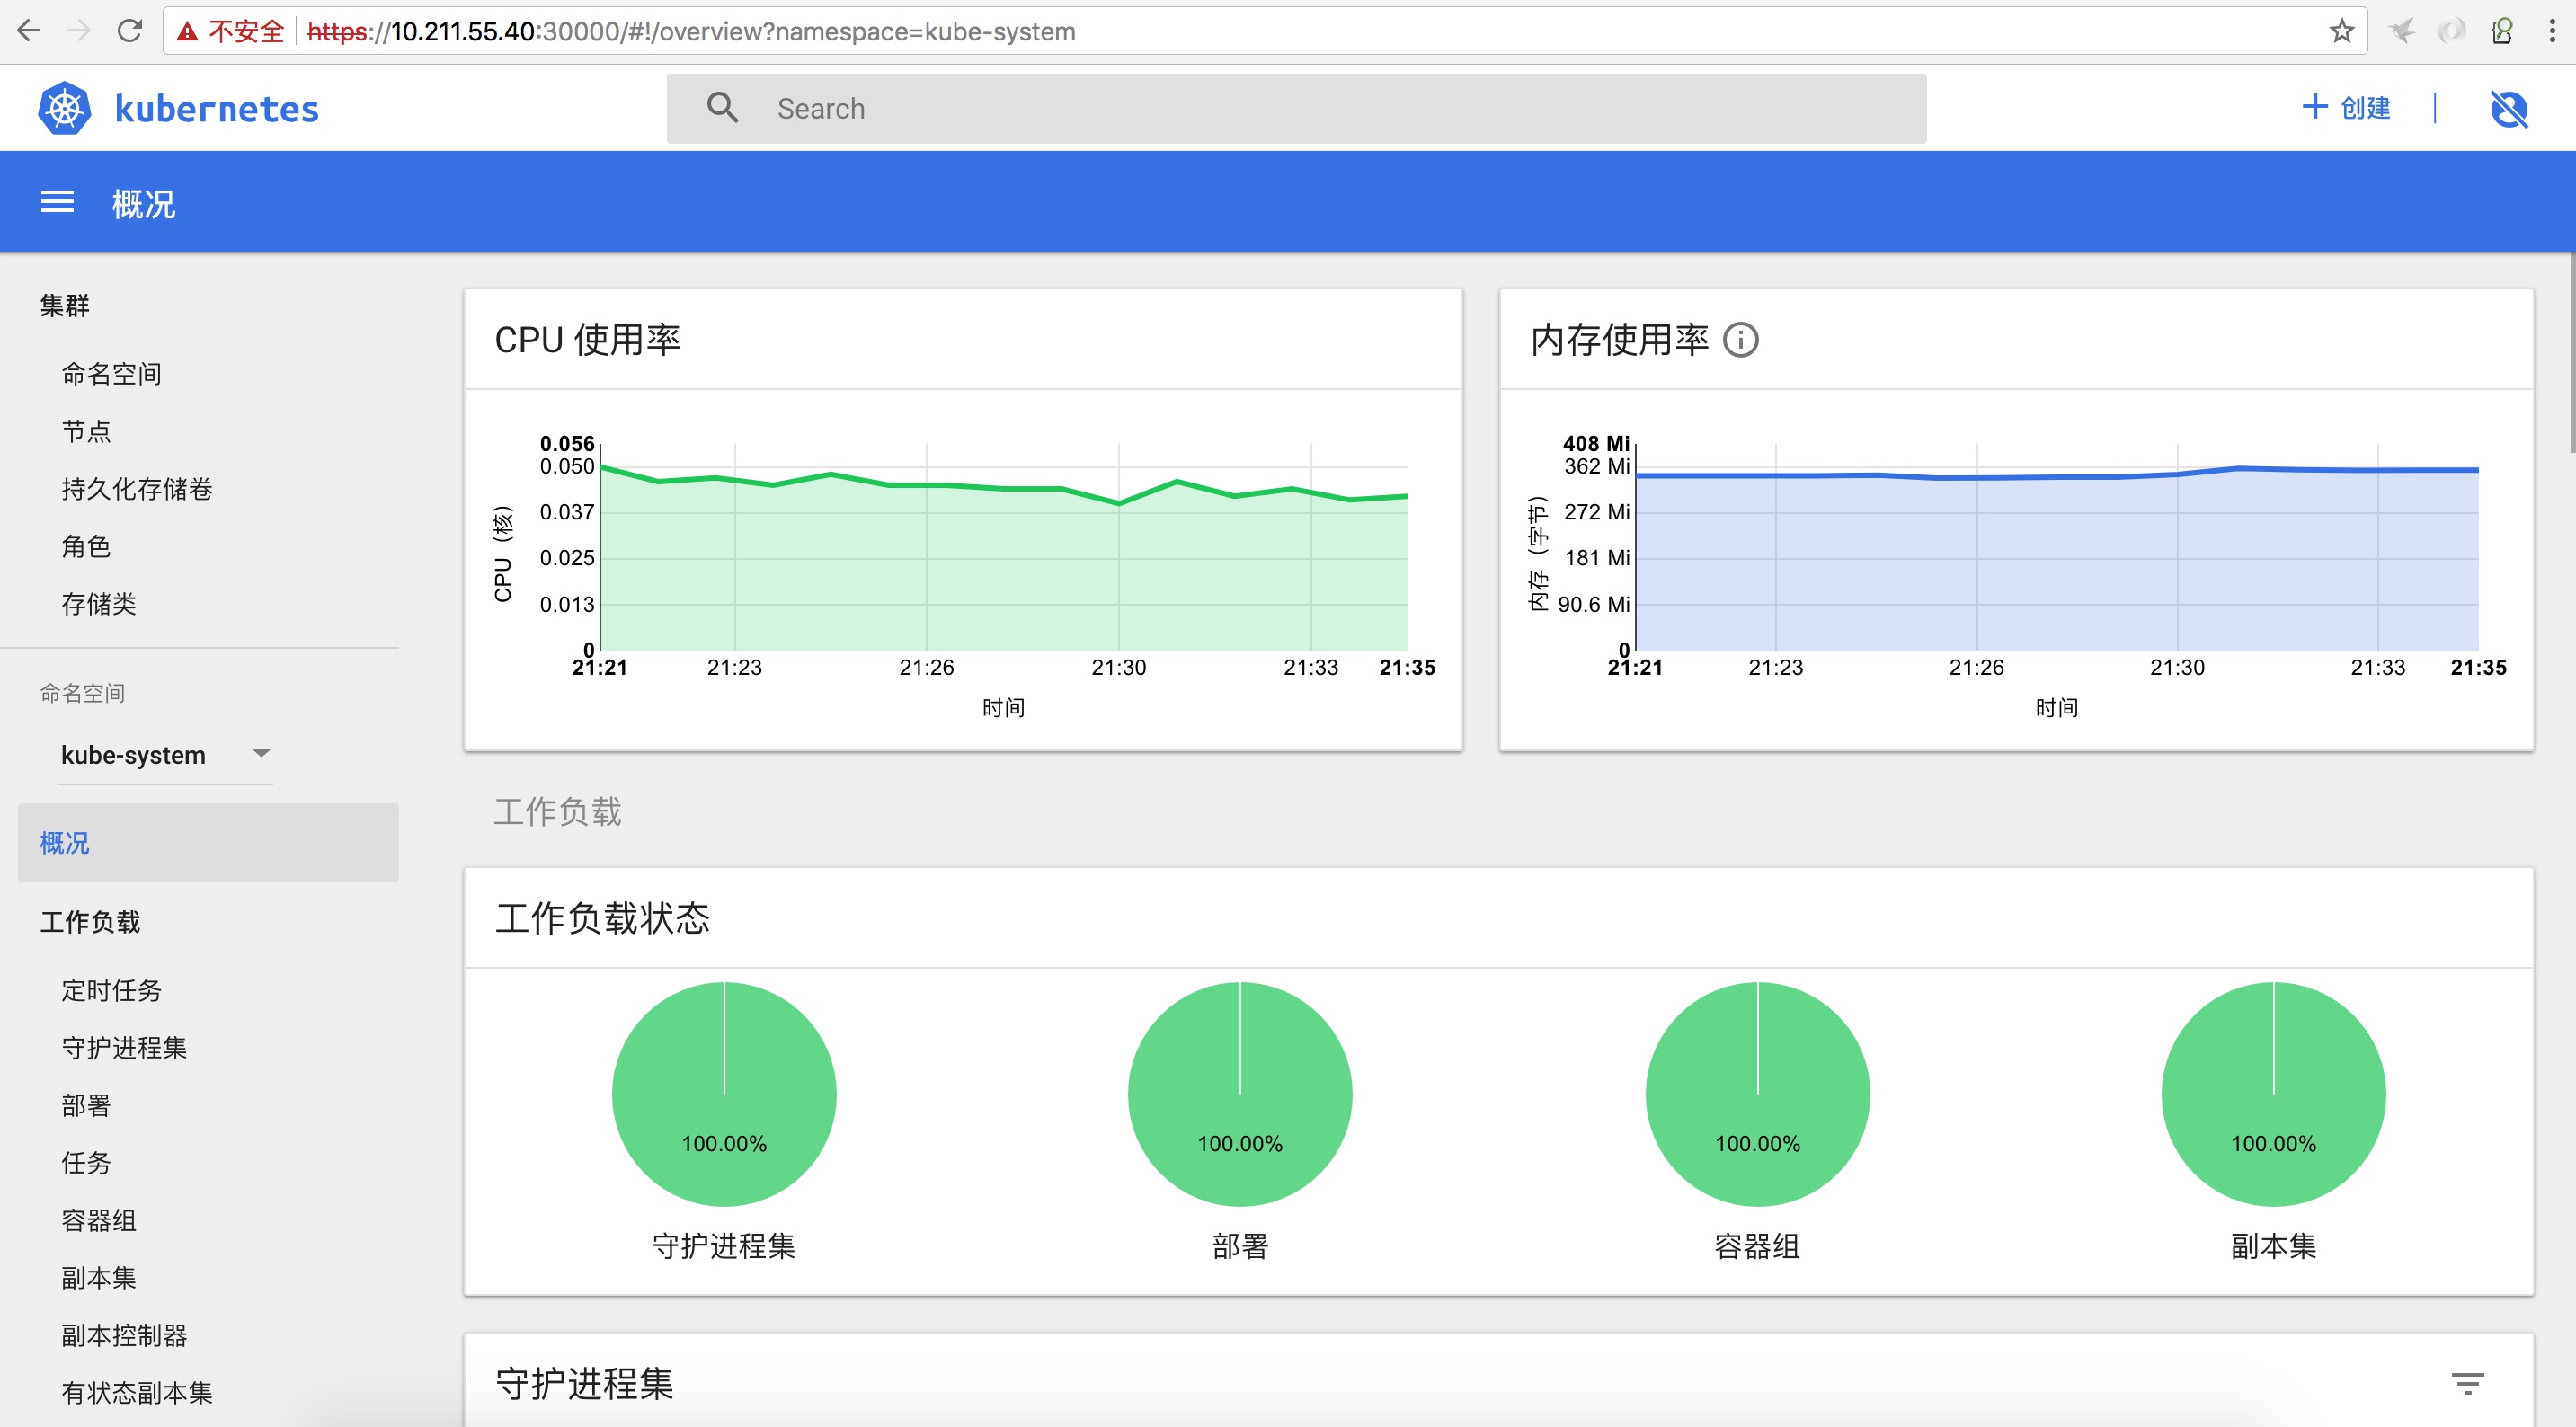 不安全 https://10.211.55.40:30000/#!/overview?namespace=kube-system
kubernetes
Search
创建
概况
集群
命名空间
节点
持久化存储卷
角色
存储类
命名空间
kube-system
概况
工作负载
定时任务
守护进程集
部署
任务
容器组
副本集
副本控制器
有状态副本集
CPU 使用率
CPU（核）
0.056
0.050
0.037
0.025
0.013
0
21:21 21:23 21:26 21:30 21:33 21:35
时间
内存使用率
内存（字节）
408 Mi
362 Mi
272 Mi
181 Mi
90.6 Mi
0
21:21 21:23 21:26 21:30 21:33 21:35
时间
工作负载
工作负载状态
100.00% 100.00% 100.00% 100.00%
守护进程集 部署 容器组 副本集
守护进程集